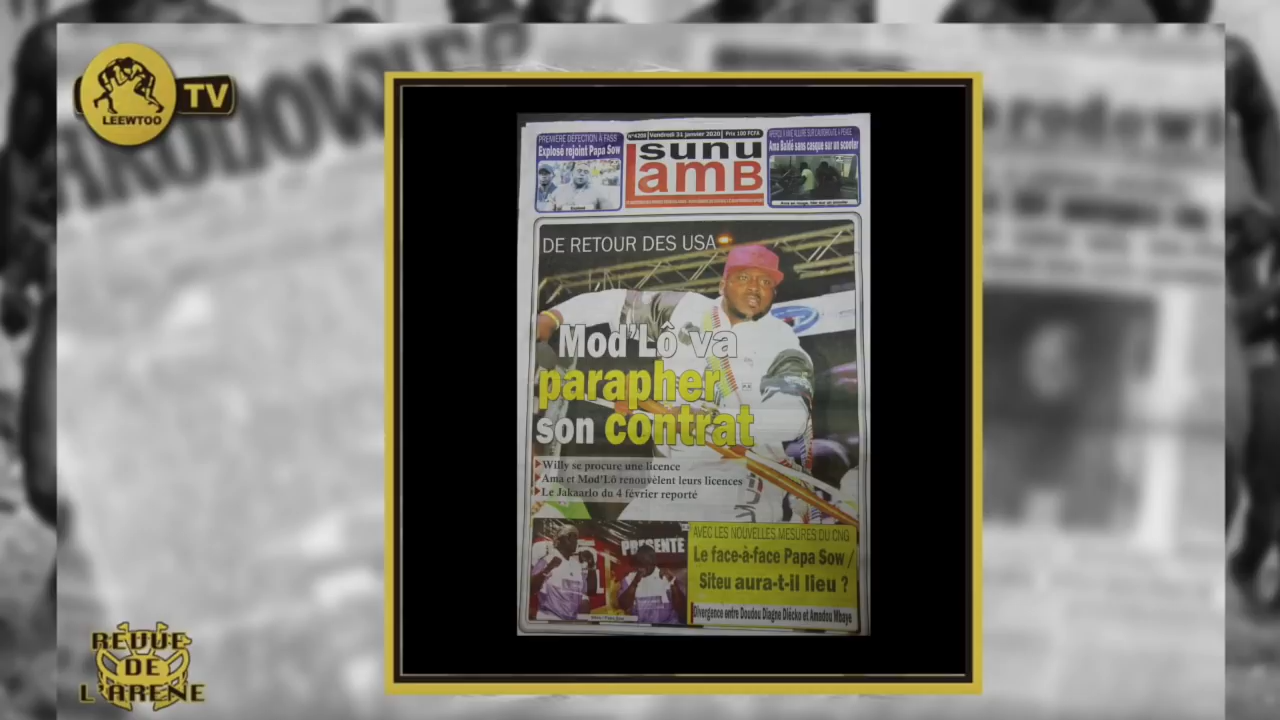 LEEWTOO
TV
PREMIÈRE DÉFECTION À FASS
Explosé rejoint Papa Sow
N°4208 | Vendredi 31 janvier 2020 | Prix 100 FCFA
sunu
Lamb
Ama Baldé sans casque sur un scooter
DE RETOUR DES USA
Mod'Lô va
parapher
son contrat
Willy se procure une licence
Ama et Mod'Lô renouvèlent leurs licences
Le Jakaarlo du 4 février reporté
PRESENTE
AVEC LES NOUVELLES MESURES DU CNG
Le face-à-face Papa Sow /
Siteu aura-t-il lieu ?
Divergence entre Doudou Diagne Diécko et Amadou Mbaye
REVUE
DE
L'ARENE